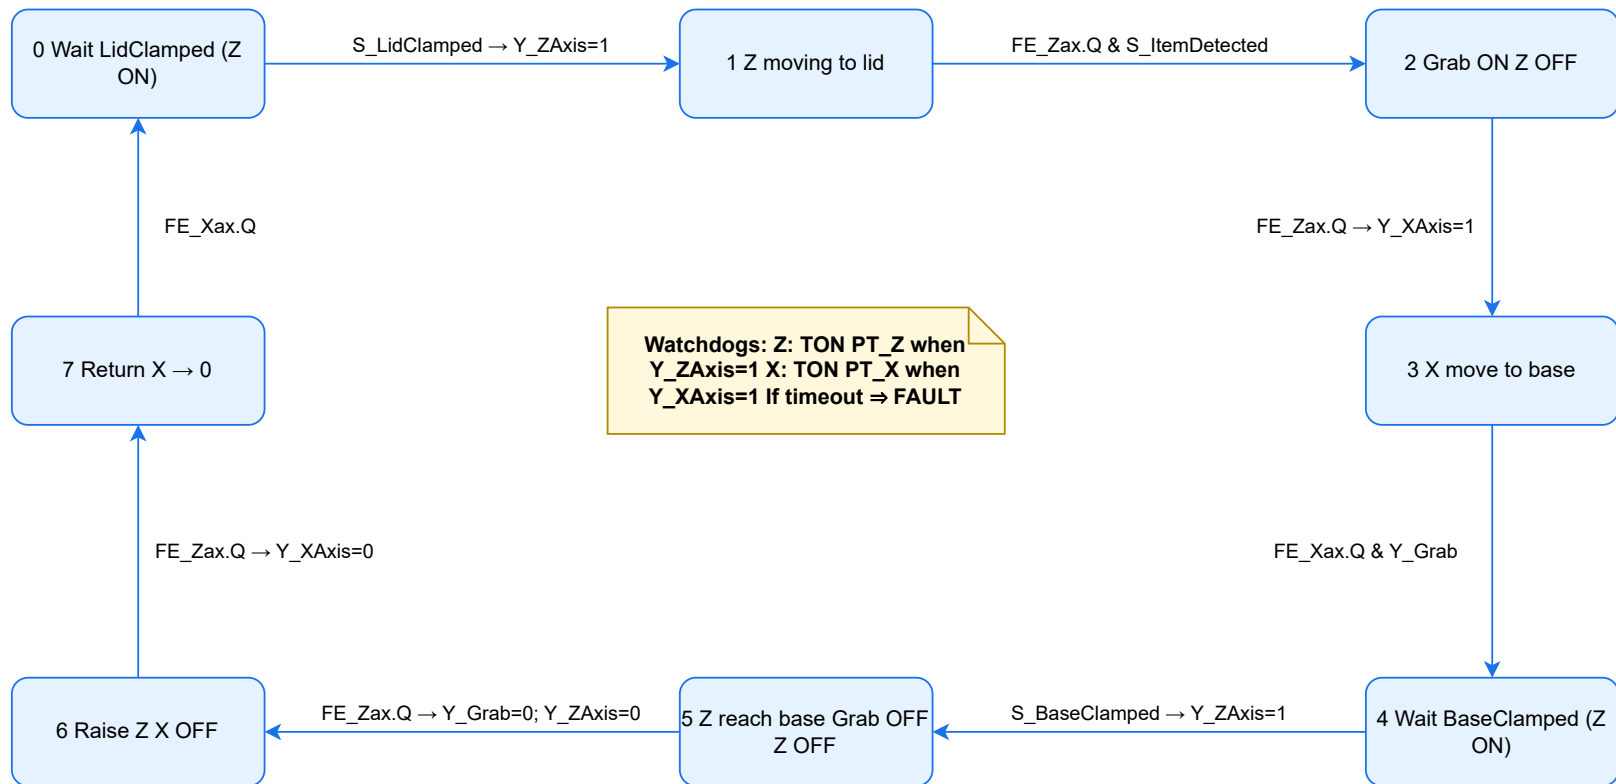 0 Wait LidClamped (Z
ON)
S_LidClamped → Y_ZAxis=1
1 Z moving to lid
FE_Zax.Q & S_ItemDetected
2 Grab ON Z OFF
FE_Xax.Q
FE_Zax.Q → Y_XAxis=1
7 Return X → 0
Watchdogs: Z: TON PT_Z when
Y_ZAxis=1 X: TON PT_X when
Y_XAxis=1 If timeout ⇒ FAULT
3 X move to base
FE_Zax.Q → Y_XAxis=0
FE_Xax.Q & Y_Grab
6 Raise Z X OFF
FE_Zax.Q → Y_Grab=0; Y_ZAxis=0
5 Z reach base Grab OFF
Z OFF
S_BaseClamped → Y_ZAxis=1
4 Wait BaseClamped (Z
ON)